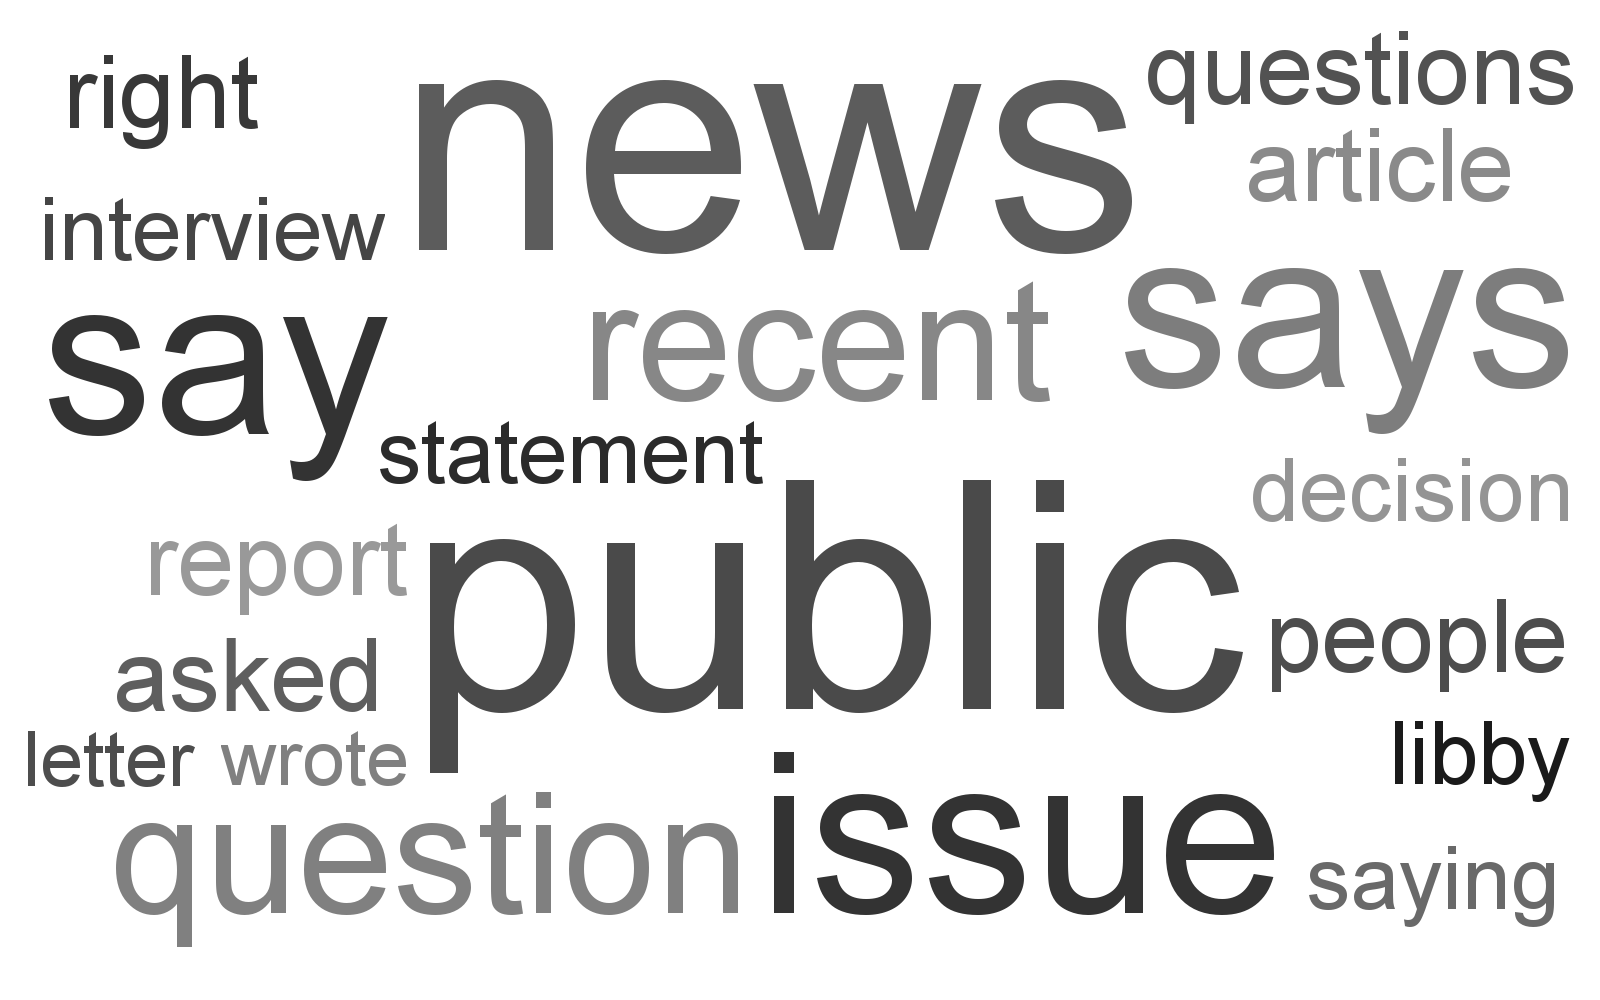 right
news
questions
article
interview
say
recent
says
statement
decision
report
public
people
asked
letter wrote
libby
question
issue
saying